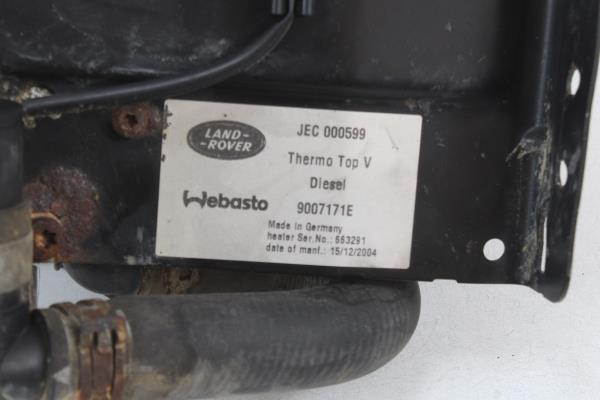 LAND-
ROVER
JEC 000599
Thermo Top V
Diesel
Webasto
9007171E
Made in Germany
heater Ser.No.: 663291
date of manf.: 15/12/2004